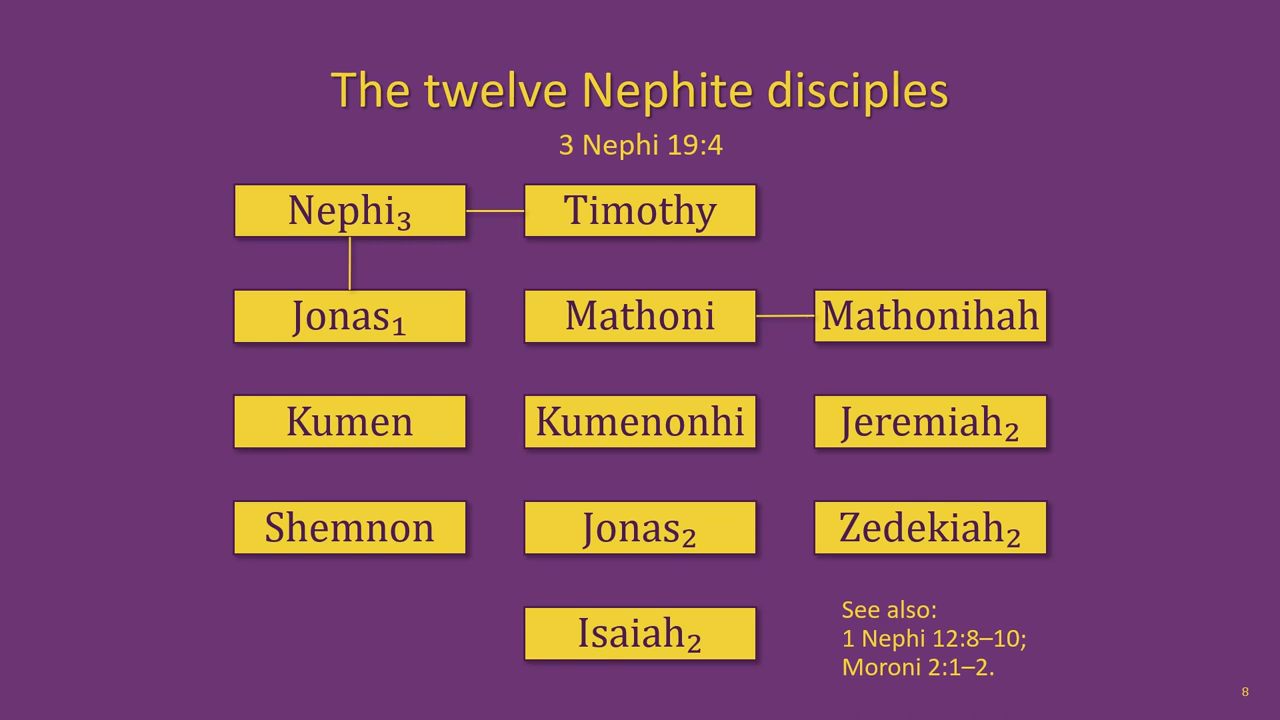 The twelve Nephite disciples
3 Nephi 19:4
Nephi₃ Timothy
Jonas₁ Mathoni Mathonihah
Kumen Kumenonhi Jeremiah₂
Shemnon Jonas₂ Zedekiah₂
Isaiah₂
See also:
1 Nephi 12:8–10;
Moroni 2:1–2.
8